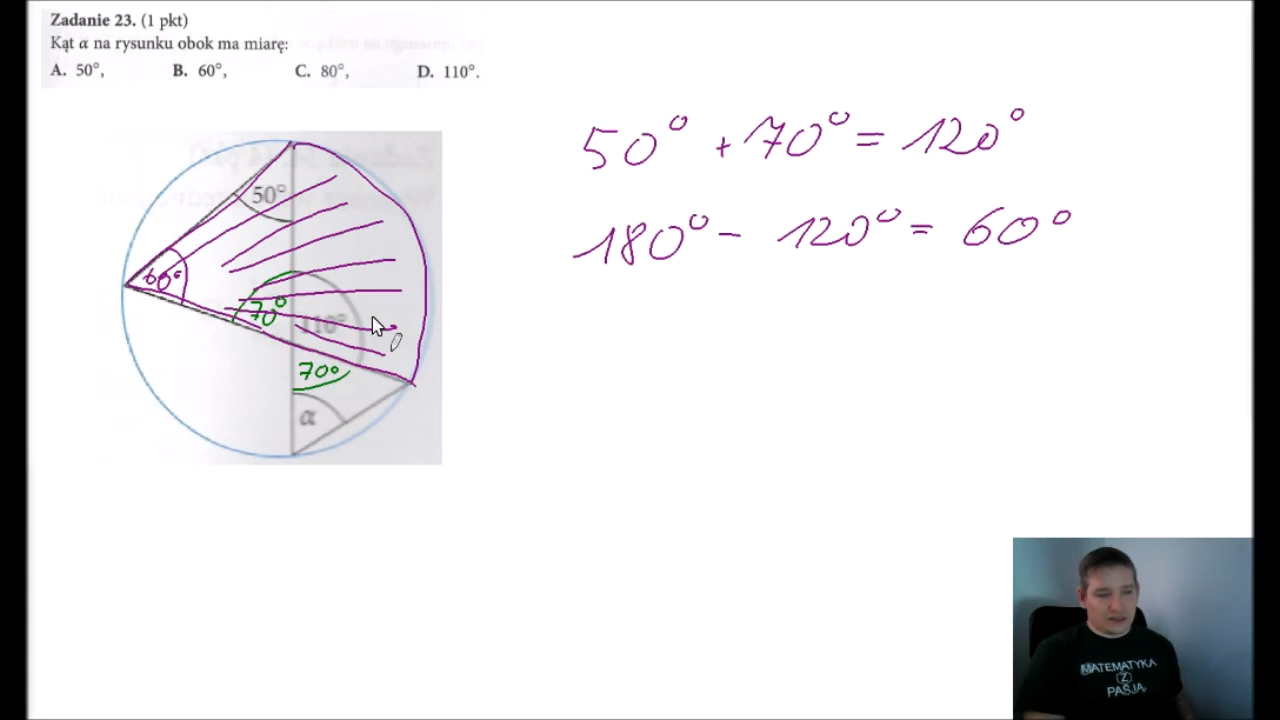 Zadanie 23. (1 pkt)
Kąt α na rysunku obok ma miarę:
A. 50°, B. 60°, C. 80°, D. 110°.
50° + 70° = 120°
180° - 120° = 60°
50°
60°
70°
110°
70°
α
MATEMATYKA
Z
PASJĄ